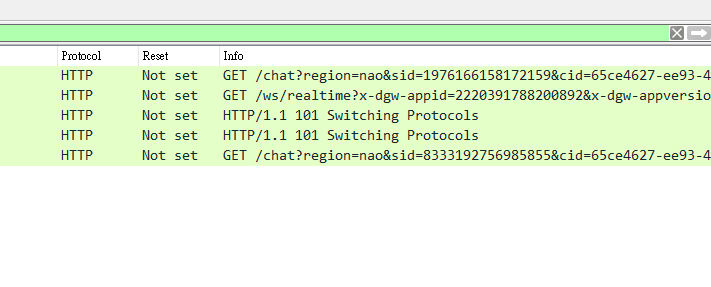 Protocol Reset Info
HTTP Not set GET /chat?region=nao&sid=1976166158172159&cid=65ce4627-ee93-4
HTTP Not set GET /ws/realtime?x-dgw-appid=2220391788200892&x-dgw-appversio
HTTP Not set HTTP/1.1 101 Switching Protocols
HTTP Not set HTTP/1.1 101 Switching Protocols
HTTP Not set GET /chat?region=nao&sid=8333192756985855&cid=65ce4627-ee93-4